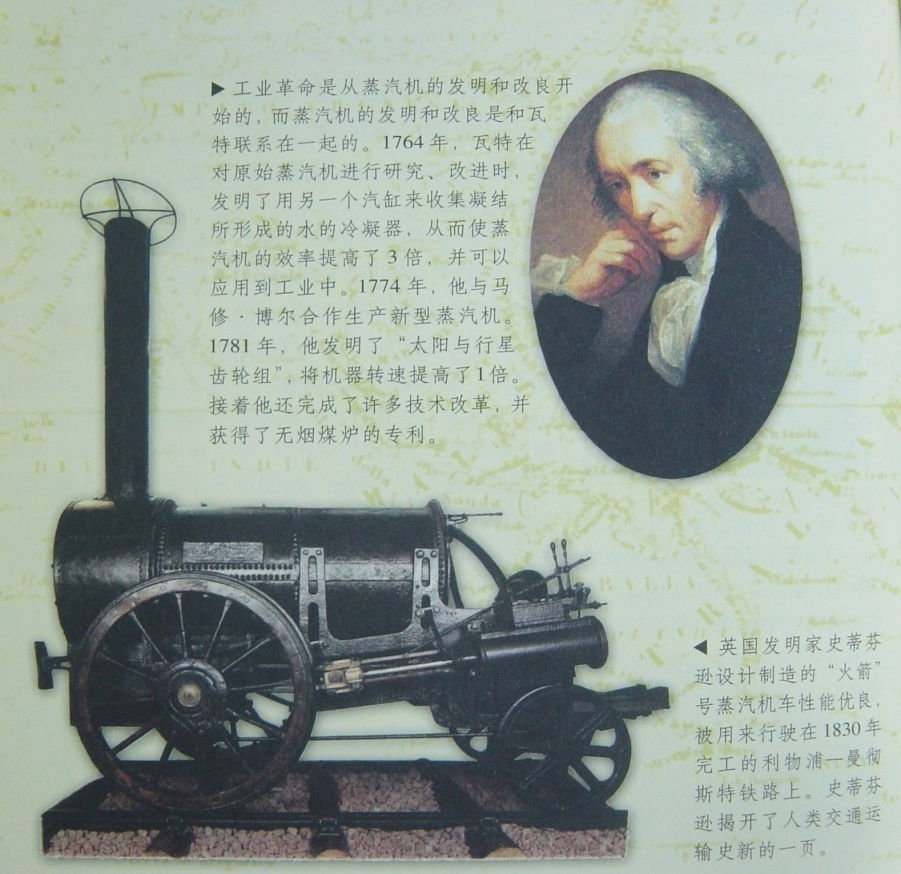 ▶ 工业革命是从蒸汽机的发明和改良开
始的，而蒸汽机的发明和改良是和瓦
特联系在一起的。1764 年，瓦特在
对原始蒸汽机进行研究、改进时，
发明了用另一个汽缸来收集凝结
所形成的水的冷凝器，从而使蒸
汽机的效率提高了 3 倍，并可以
应用到工业中。1774 年，他与马
修·博尔合作生产新型蒸汽机。
1781 年，他发明了“太阳与行星
齿轮组”，将机器转速提高了1倍。
接着他还完成了许多技术改革，并
获得了无烟煤炉的专利。
◀ 英国发明家史蒂芬
逊设计制造的“火箭”
号蒸汽机车性能优良，
被用来行驶在 1830 年
完工的利物浦—曼彻
斯特铁路上。史蒂芬
逊揭开了人类交通运
输史新的一页。